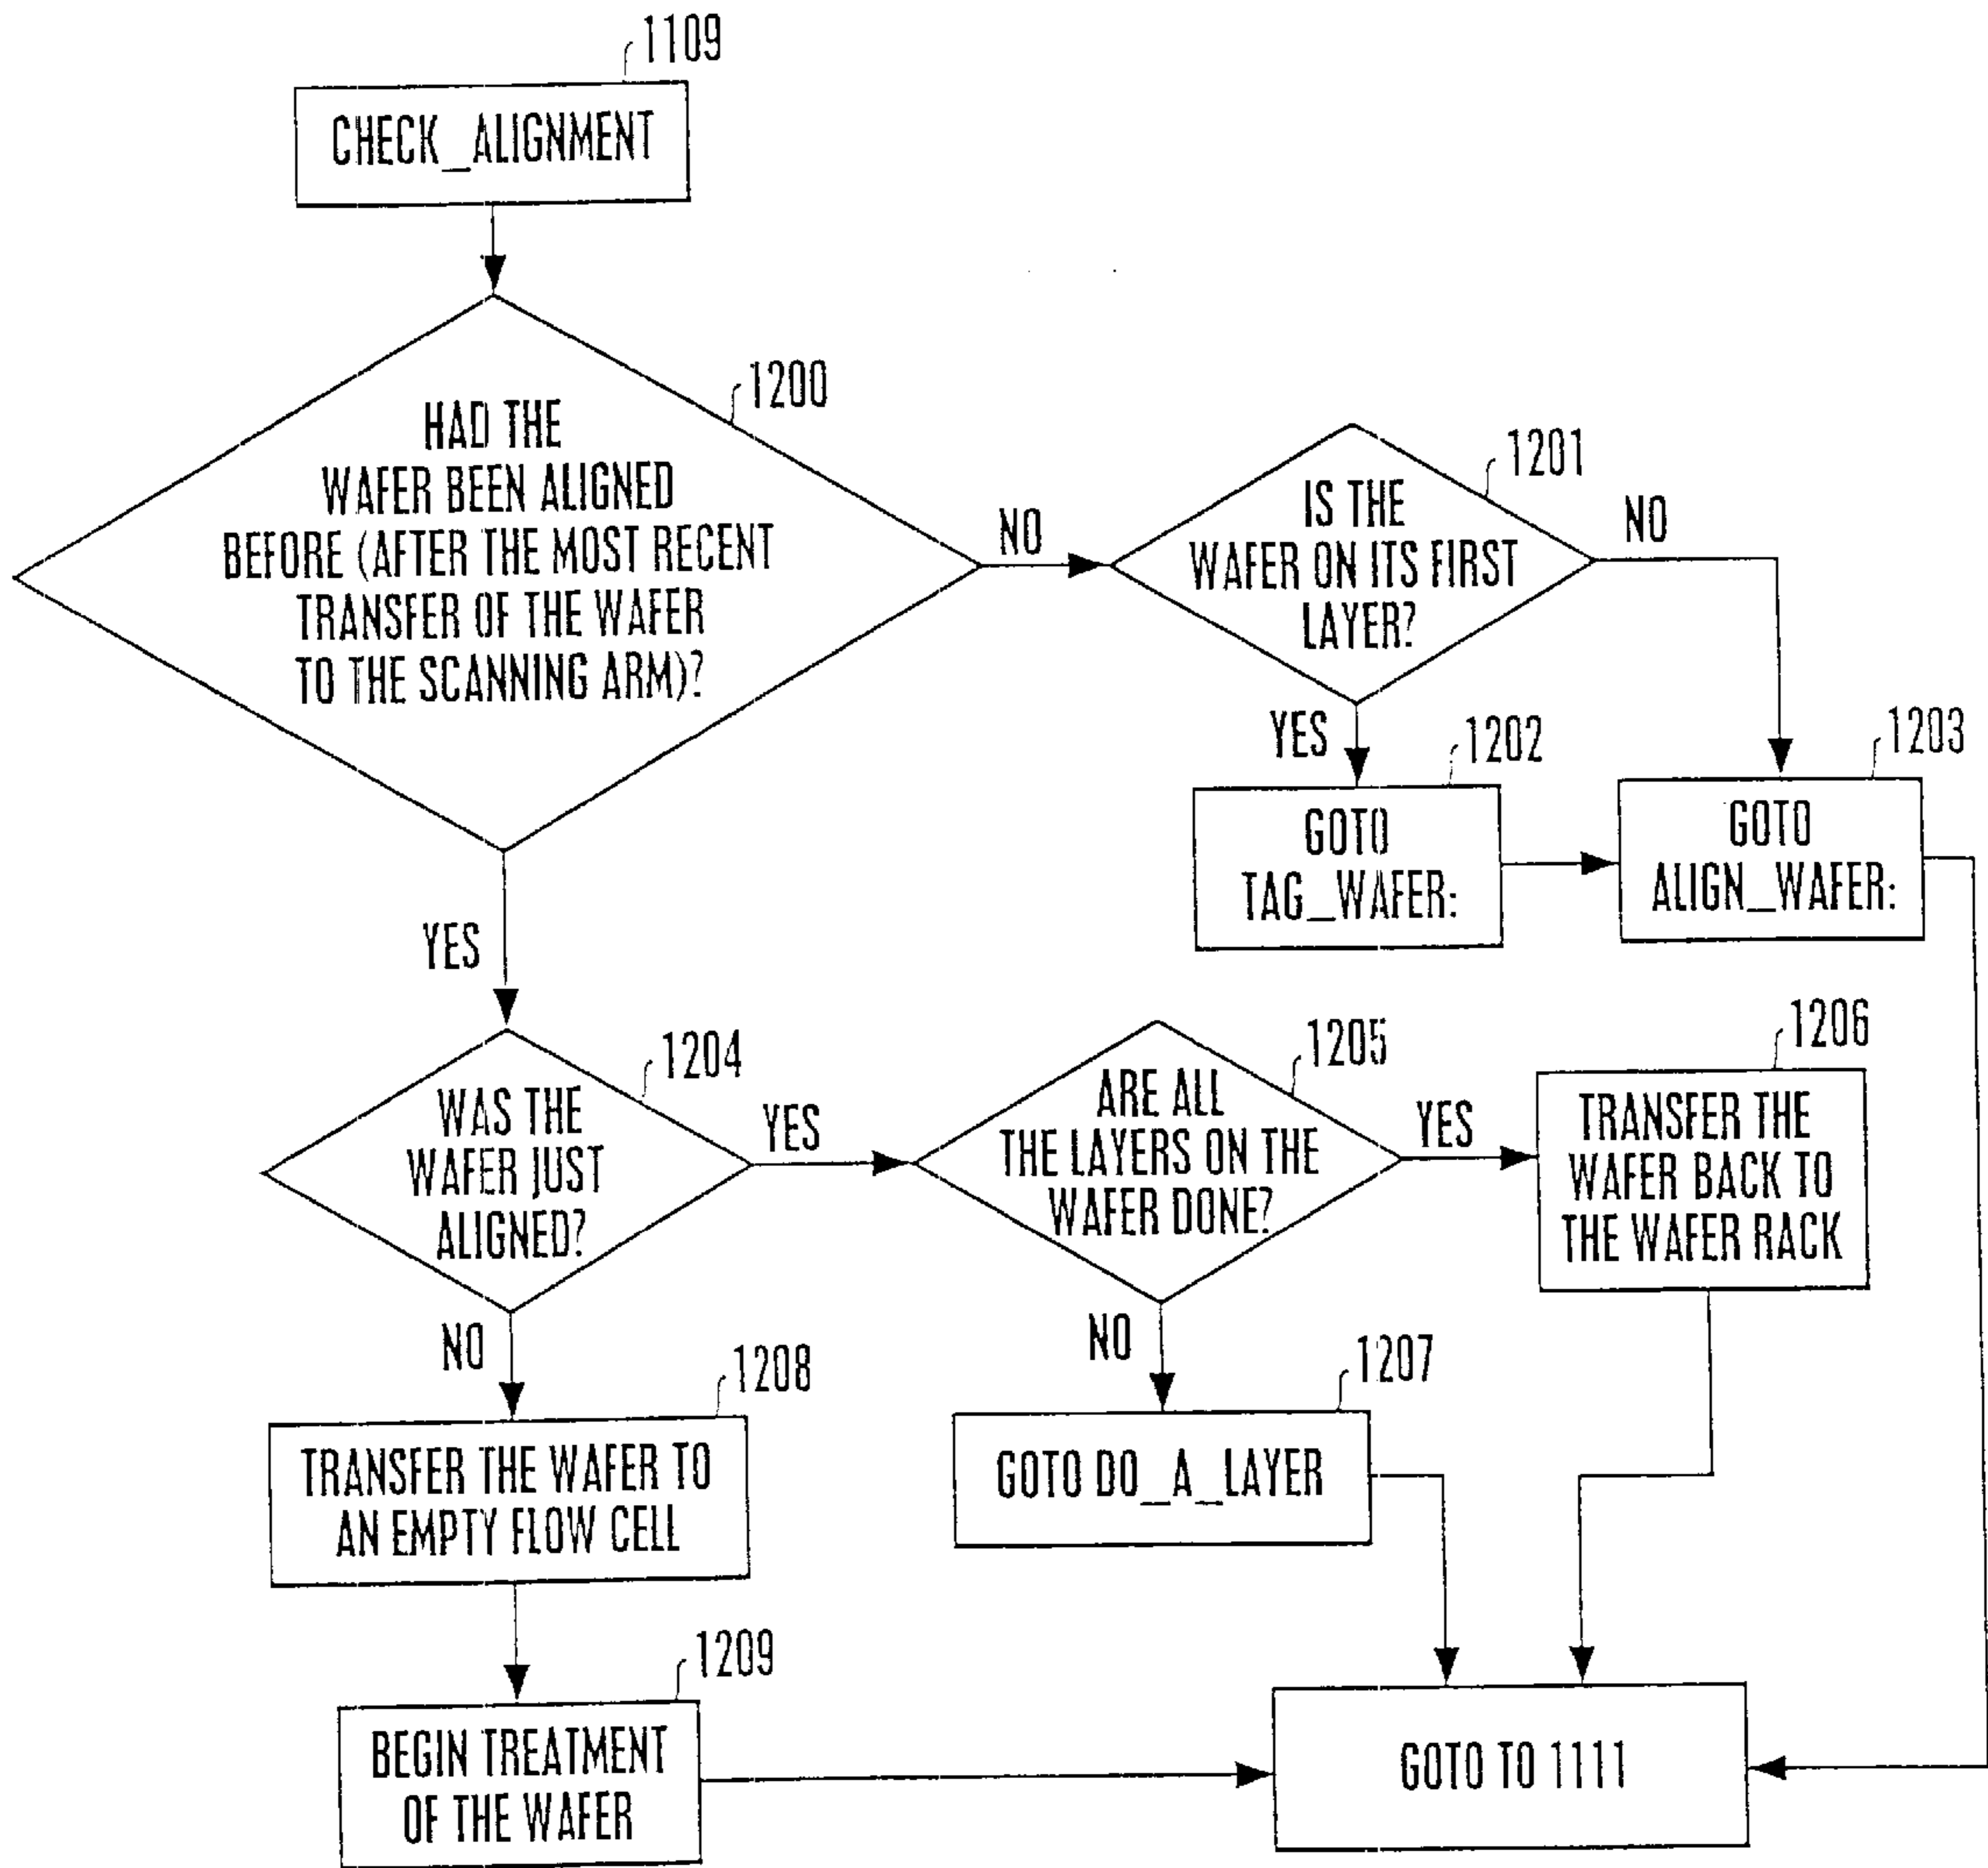 1109
CHECK_ALIGNMENT
1200
HAD THE
WAFER BEEN ALIGNED
BEFORE (AFTER THE MOST RECENT
TRANSFER OF THE WAFER
TO THE SCANNING ARM)?
NO
1201
IS THE
WAFER ON ITS FIRST
LAYER?
NO
YES
1202
GOTO
TAG_WAFER:
1203
GOTO
ALIGN_WAFER:
YES
1204
WAS THE
WAFER JUST
ALIGNED?
YES
1205
ARE ALL
THE LAYERS ON THE
WAFER DONE?
YES
1206
TRANSFER THE
WAFER BACK TO
THE WAFER RACK
NO
1208
TRANSFER THE WAFER TO
AN EMPTY FLOW CELL
NO
1207
GOTO DO_A_LAYER
1209
BEGIN TREATMENT
OF THE WAFER
GOTO TO 1111